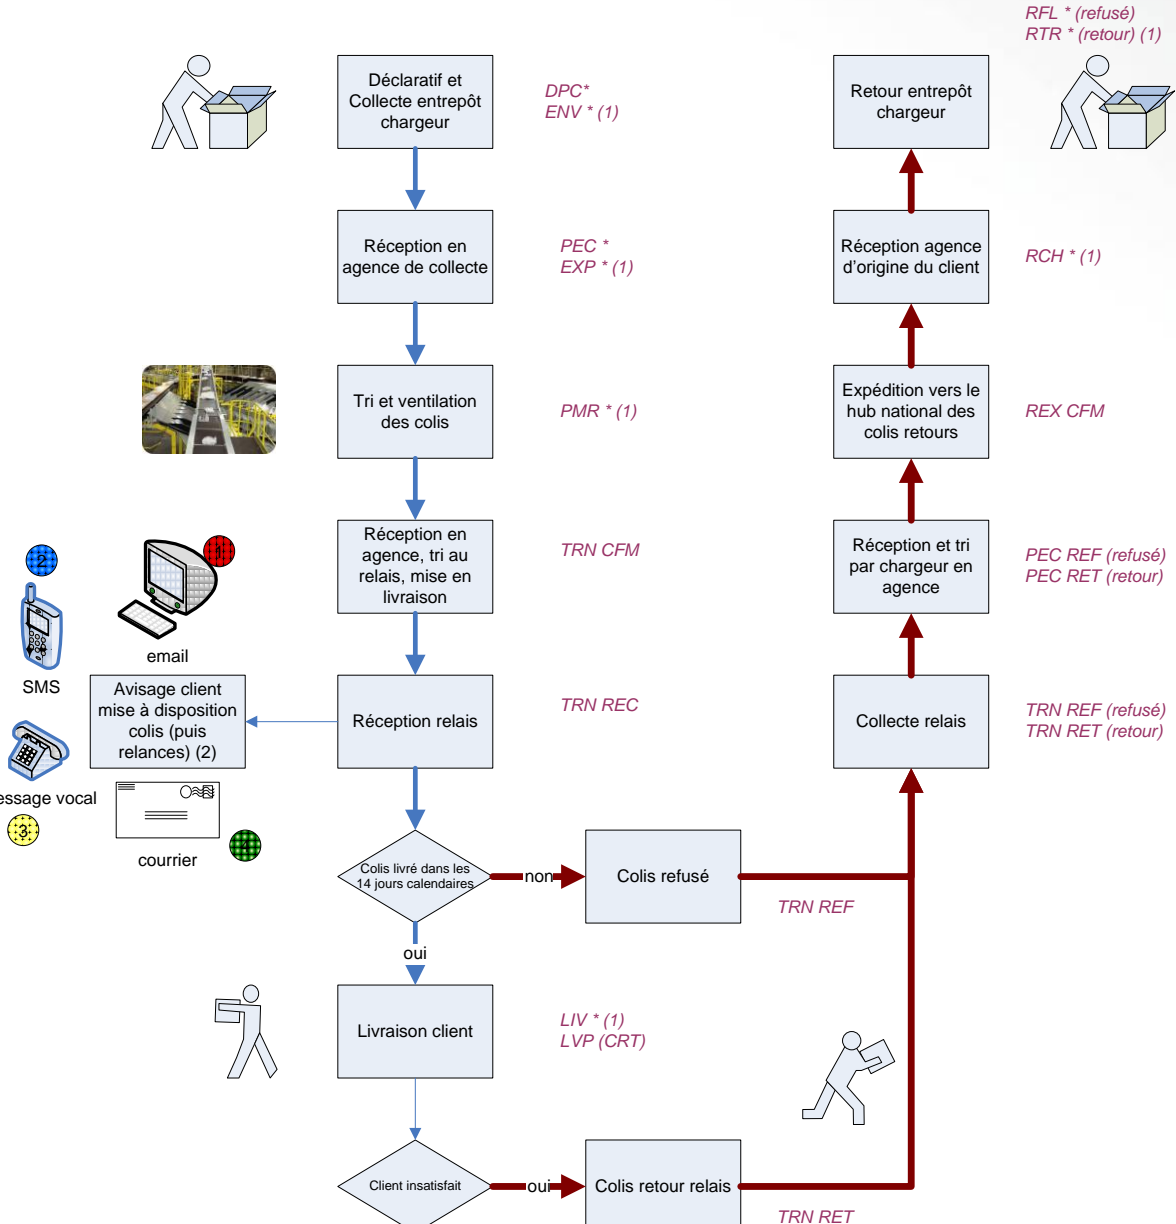 RFL * (refusé)
RTR * (retour) (1)
Déclaratif et
Collecte entrepôt
chargeur
DPC*
ENV * (1)
Retour entrepôt
chargeur
Réception en
agence de collecte
PEC *
EXP * (1)
Réception agence
d'origine du client
RCH * (1)
Tri et ventilation
des colis
PMR * (1)
Expédition vers le
hub national des
colis retours
REX CFM
Réception en
agence, tri au
relais, mise en
livraison
TRN CFM
Réception et tri
par chargeur en
agence
PEC REF (refusé)
PEC RET (retour)
1
2
email
SMS
Avisage client
mise à disposition
colis (puis
relances) (2)
Réception relais
TRN REC
Collecte relais
TRN REF (refusé)
TRN RET (retour)
essage vocal
3
courrier
4
Colis livré dans les
14 jours calendaires
non
Colis refusé
TRN REF
oui
Livraison client
LIV * (1)
LVP (CRT)
Client insatisfait
oui
Colis retour relais
TRN RET